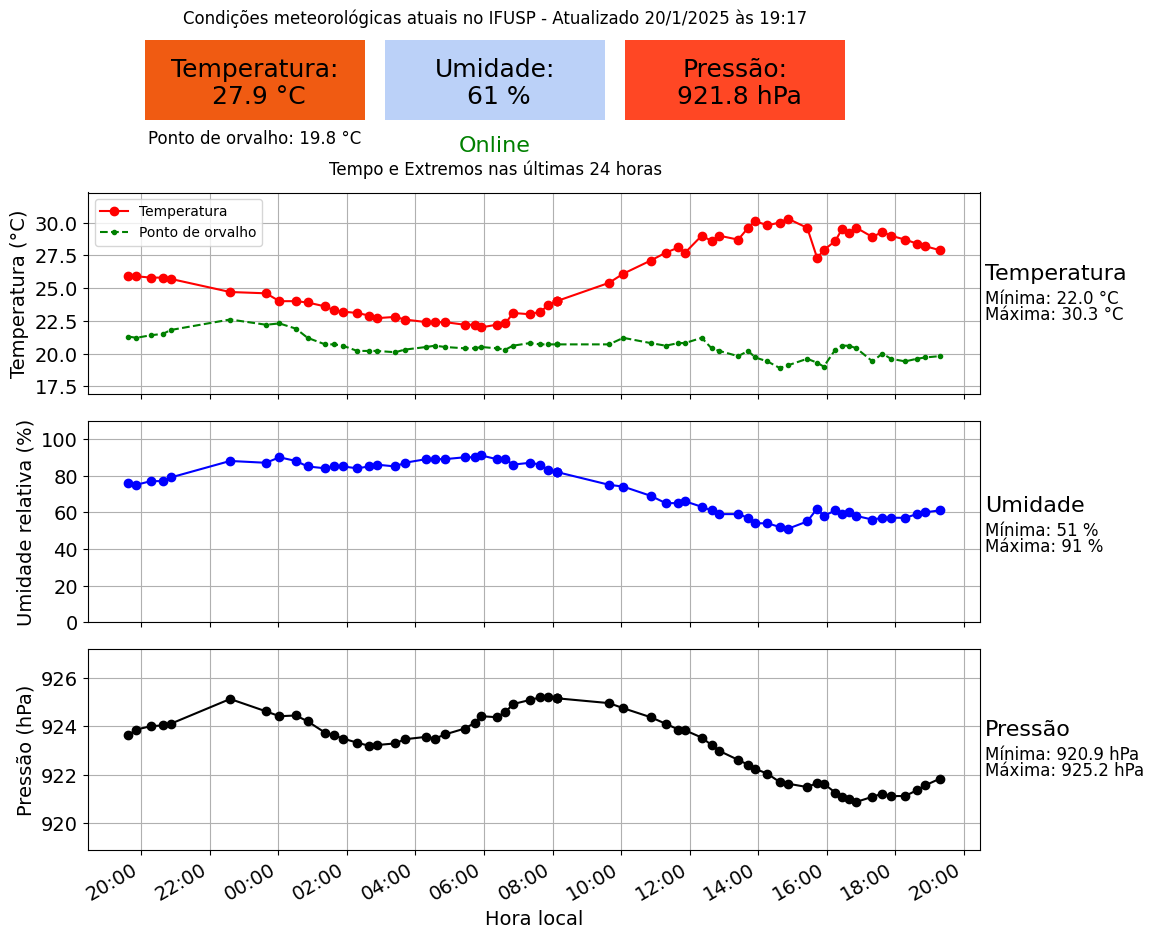 Condições meteorológicas atuais no IFUSP - Atualizado 20/1/2025 às 19:17
Temperatura:
27.9 °C
Umidade:
61 %
Pressão:
921.8 hPa
Ponto de orvalho: 19.8 °C
Online
Tempo e Extremos nas últimas 24 horas
Temperatura (°C)
30.0
27.5
25.0
22.5
20.0
17.5
Temperatura
Ponto de orvalho
Temperatura
Mínima: 22.0 °C
Máxima: 30.3 °C
Umidade relativa (%)
100
80
60
40
20
0
Umidade
Mínima: 51 %
Máxima: 91 %
Pressão (hPa)
926
924
922
920
Pressão
Mínima: 920.9 hPa
Máxima: 925.2 hPa
20:00 22:00 00:00 02:00 04:00 06:00 08:00 10:00 12:00 14:00 16:00 18:00 20:00
Hora local